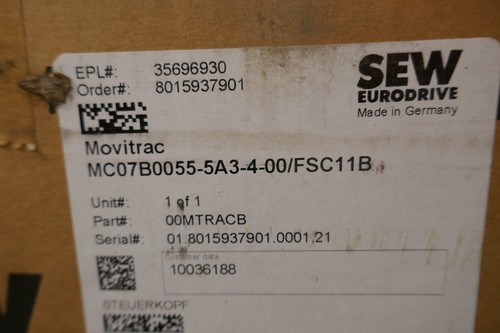 EPL#: 35696930
Order#: 8015937901
SEW
EURODRIVE
Made in Germany
Movitrac
MC07B0055-5A3-4-00/FSC11B
Unit#: 1 of 1
Part#: 00MTRACB
Serial#: 01.8015937901.0001.21
Customer data
10036188
STEUERKOPF